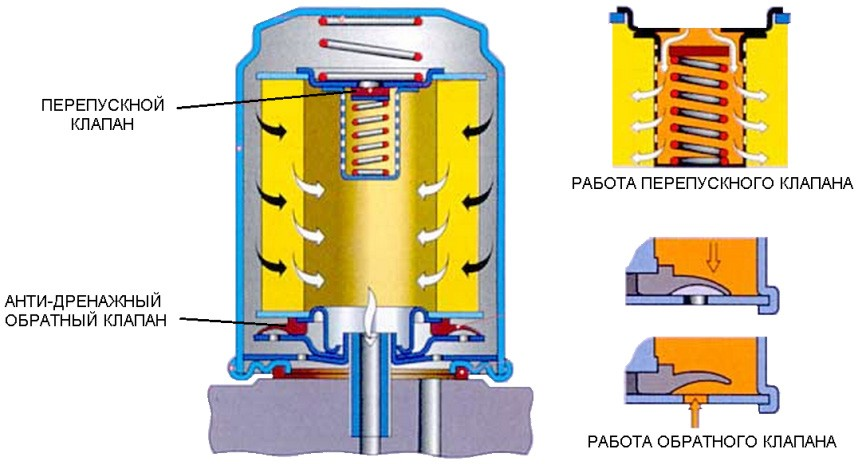 ПЕРЕПУСКНОЙ
КЛАПАН
АНТИ-ДРЕНАЖНЫЙ
ОБРАТНЫЙ КЛАПАН
РАБОТА ПЕРЕПУСКНОГО КЛАПАНА
РАБОТА ОБРАТНОГО КЛАПАНА